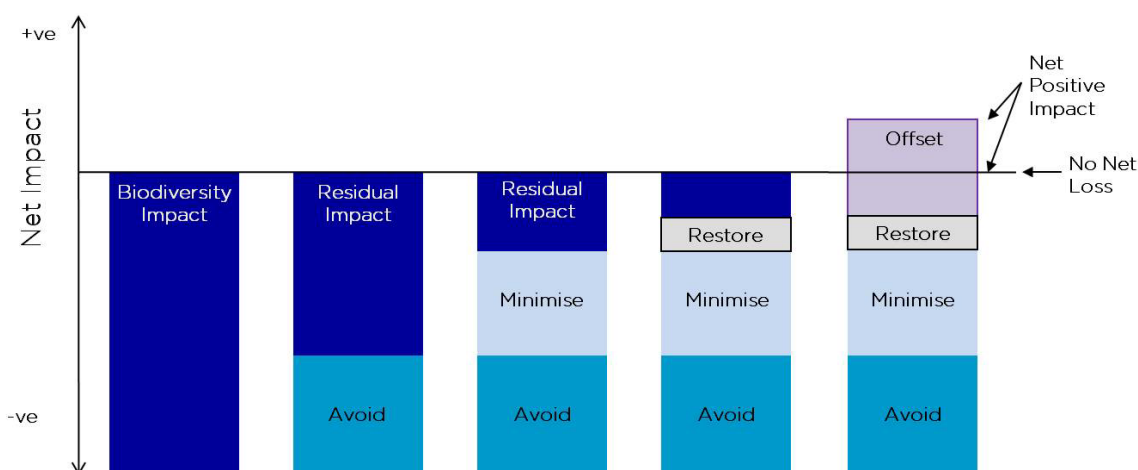 +ve
Net Impact
-ve
Biodiversity
Impact
Residual
Impact
Avoid
Residual
Impact
Minimise
Avoid
Restore
Minimise
Avoid
Offset
Restore
Minimise
Avoid
Net
Positive
Impact
No Net
Loss